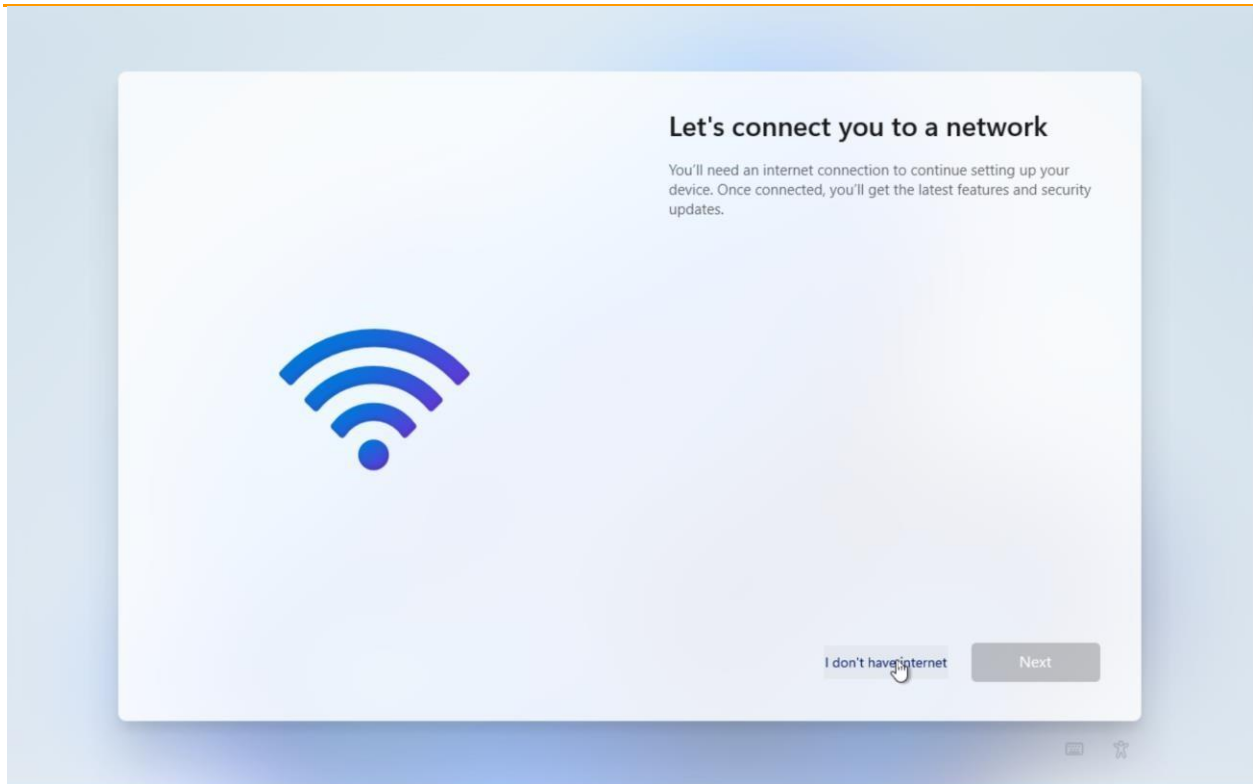 Let's connect you to a network
You'll need an internet connection to continue setting up your
device. Once connected, you'll get the latest features and security
updates.
I don't have internet
Next